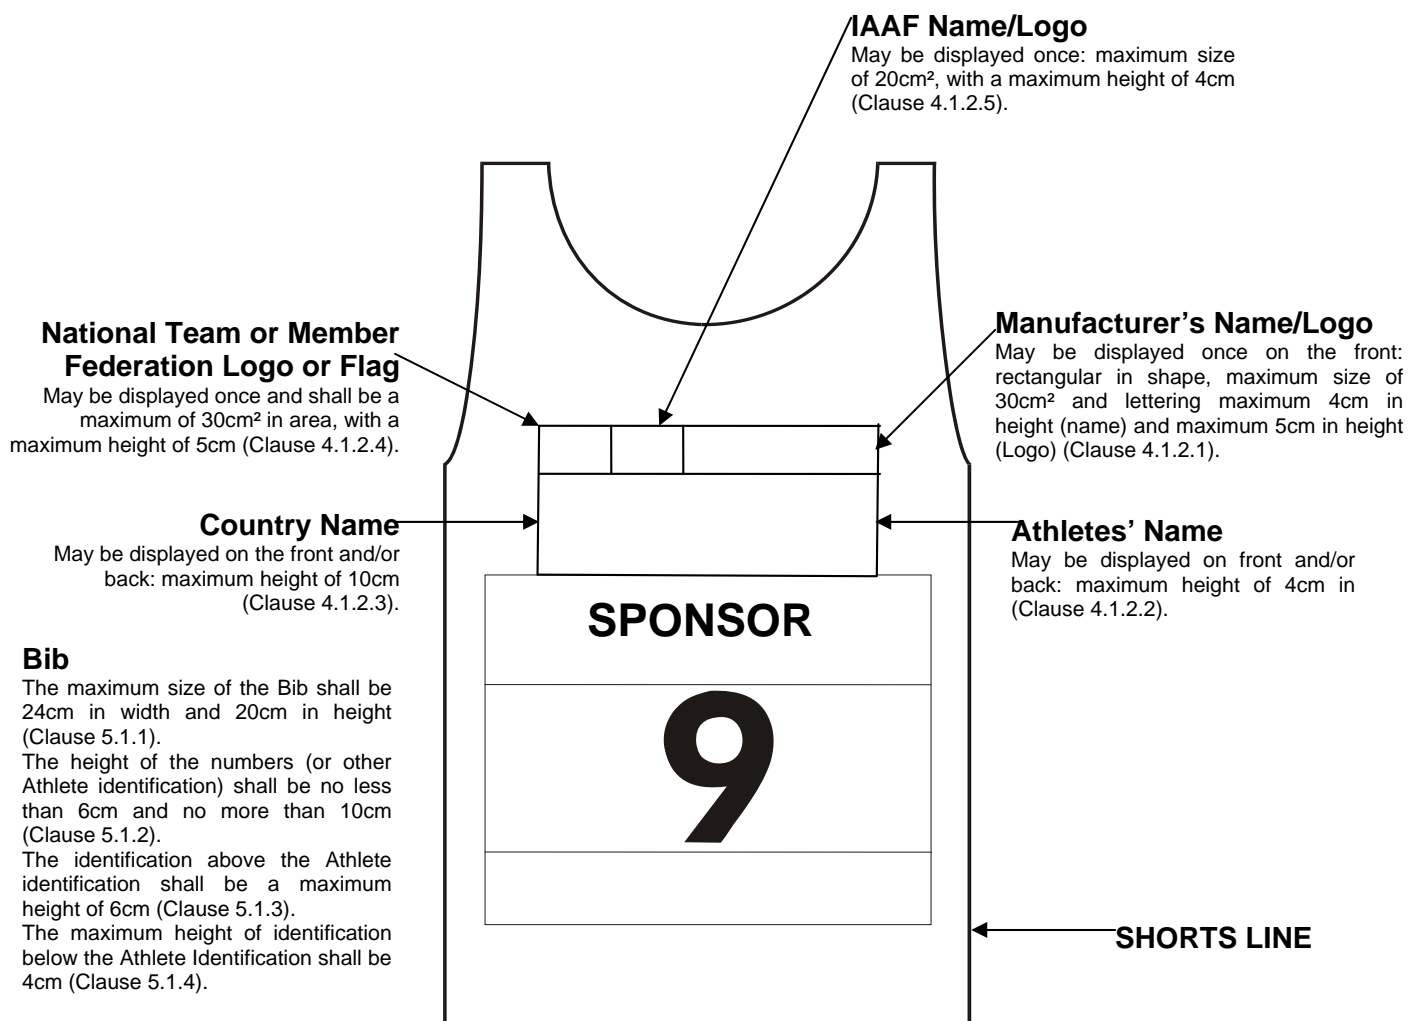 IAAF Name/Logo
May be displayed once: maximum size
of 20cm², with a maximum height of 4cm
(Clause 4.1.2.5).
National Team or Member
Federation Logo or Flag
May be displayed once and shall be a
maximum of 30cm² in area, with a
maximum height of 5cm (Clause 4.1.2.4).
Manufacturer's Name/Logo
May be displayed once on the front:
rectangular in shape, maximum size of
30cm² and lettering maximum 4cm in
height (name) and maximum 5cm in height
(Logo) (Clause 4.1.2.1).
Country Name
May be displayed on the front and/or
back: maximum height of 10cm
(Clause 4.1.2.3).
Athletes' Name
May be displayed on front and/or
back: maximum height of 4cm in
(Clause 4.1.2.2).
SPONSOR
9
Bib
The maximum size of the Bib shall be
24cm in width and 20cm in height
(Clause 5.1.1).
The height of the numbers (or other
Athlete identification) shall be no less
than 6cm and no more than 10cm
(Clause 5.1.2).
The identification above the Athlete
identification shall be a maximum
height of 6cm (Clause 5.1.3).
The maximum height of identification
below the Athlete Identification shall be
4cm (Clause 5.1.4).
SHORTS LINE